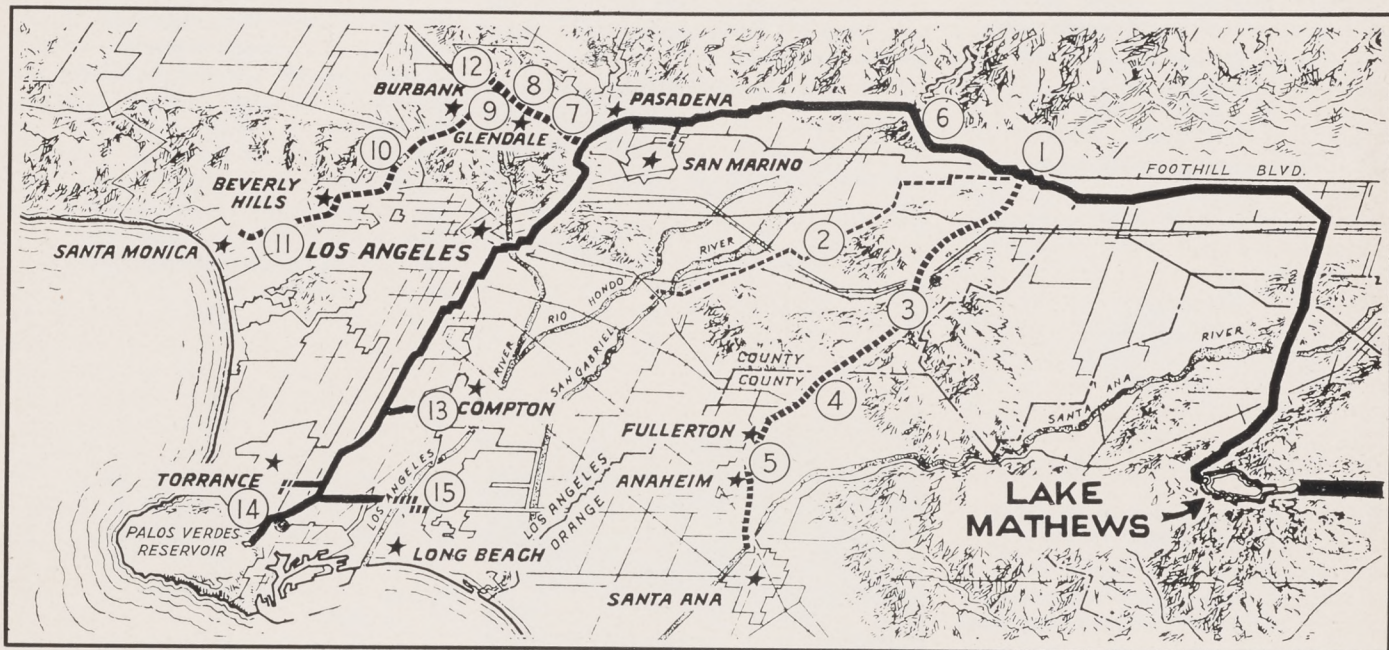 12
BURBANK
8
9
7
GLENDALE
PASADENA
6
1
10
SAN MARINO
FOOTHILL BLVD.
BEVERLY
HILLS
2
11
SANTA MONICA
LOS ANGELES
RIVER
3
RIO HONDO
RIVER
SAN GABRIEL
COUNTY
COUNTY
4
RIVER
SANTA ANA
13
COMPTON
FULLERTON
5
ANAHEIM
TORRANCE
LOS ANGELES
15
LOS ANGELES
ORANGE
14
LAKE
MATHEWS
PALOS VERDES
RESERVOIR
LONG BEACH
SANTA ANA